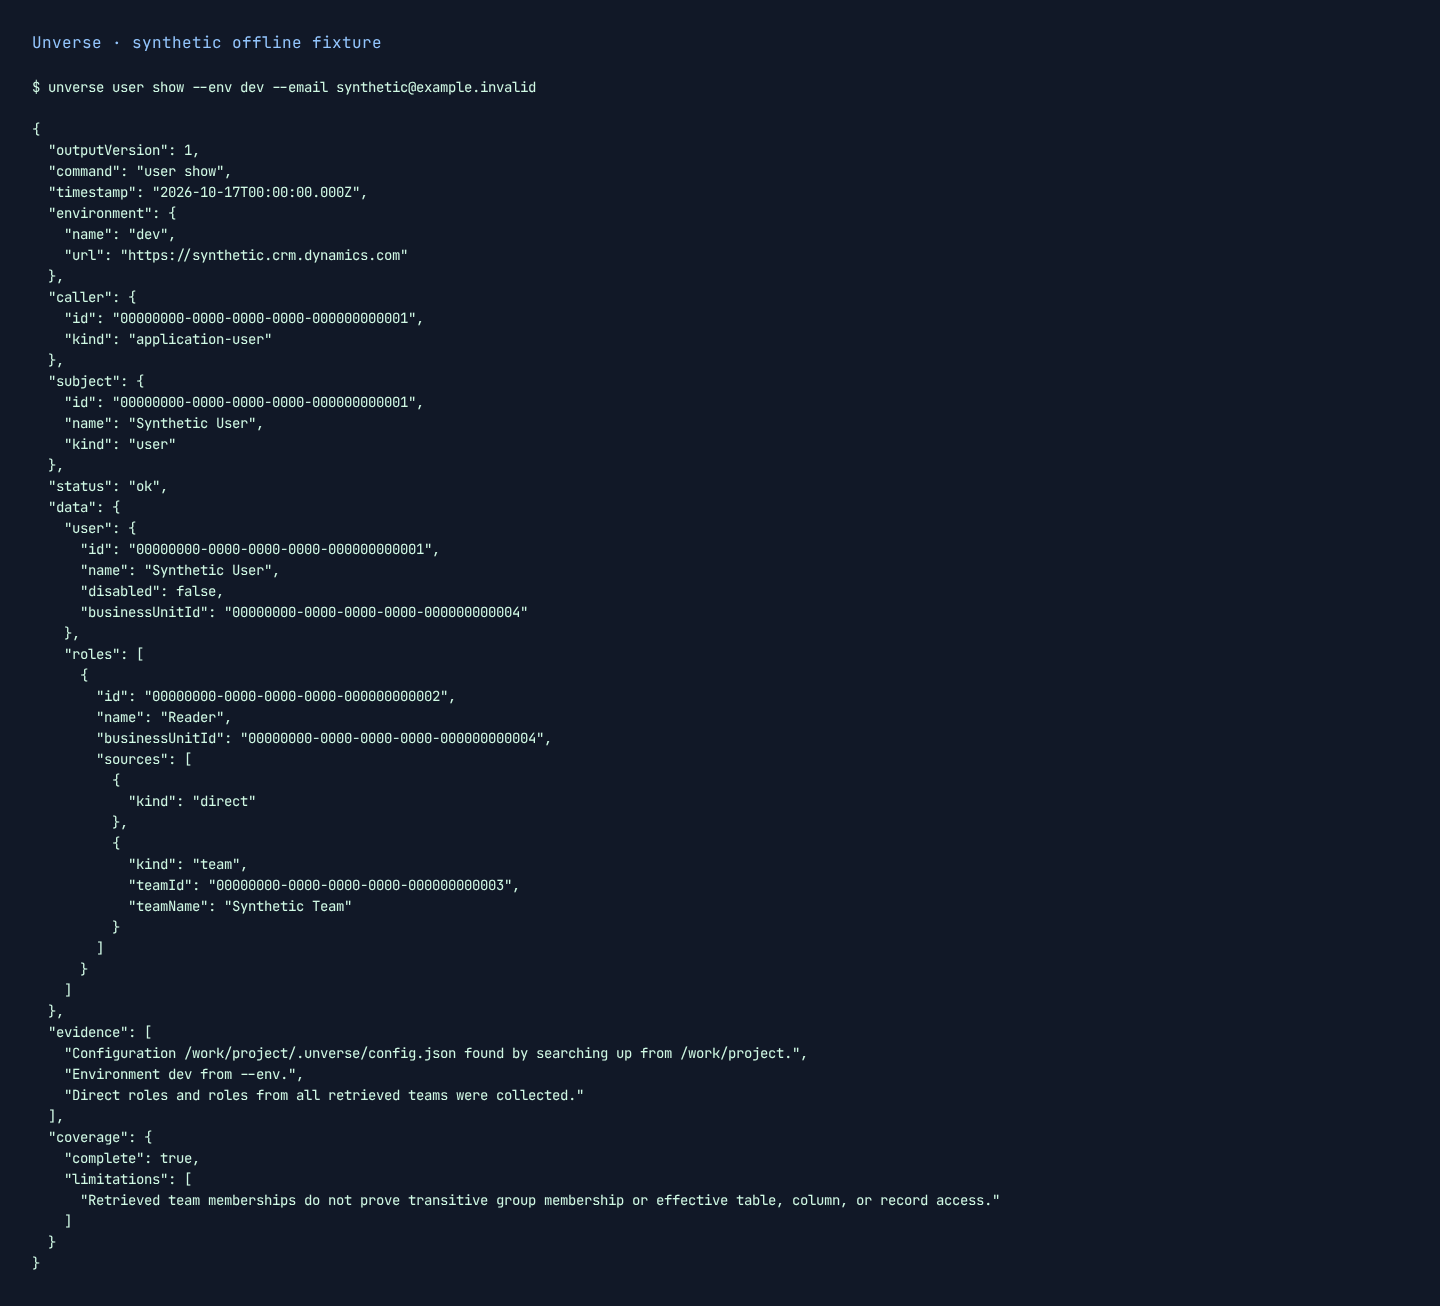 Unverse · synthetic offline fixture
$ unverse user show --env dev --email synthetic@example.invalid
{
  "outputVersion": 1,
  "command": "user show",
  "timestamp": "2026-10-17T00:00:00.000Z",
  "environment": {
    "name": "dev",
    "url": "https://synthetic.crm.dynamics.com"
  },
  "caller": {
    "id": "00000000-0000-0000-0000-000000000001",
    "kind": "application-user"
  },
  "subject": {
    "id": "00000000-0000-0000-0000-000000000001",
    "name": "Synthetic User",
    "kind": "user"
  },
  "status": "ok",
  "data": {
    "user": {
      "id": "00000000-0000-0000-0000-000000000001",
      "name": "Synthetic User",
      "disabled": false,
      "businessUnitId": "00000000-0000-0000-0000-000000000004"
    },
    "roles": [
      {
        "id": "00000000-0000-0000-0000-000000000002",
        "name": "Reader",
        "businessUnitId": "00000000-0000-0000-0000-000000000004",
        "sources": [
          {
            "kind": "direct"
          },
          {
            "kind": "team",
            "teamId": "00000000-0000-0000-0000-000000000003",
            "teamName": "Synthetic Team"
          }
        ]
      }
    ]
  },
  "evidence": [
    "Configuration /work/project/.unverse/config.json found by searching up from /work/project.",
    "Environment dev from --env.",
    "Direct roles and roles from all retrieved teams were collected."
  ],
  "coverage": {
    "complete": true,
    "limitations": [
      "Retrieved team memberships do not prove transitive group membership or effective table, column, or record access."
    ]
  }
}